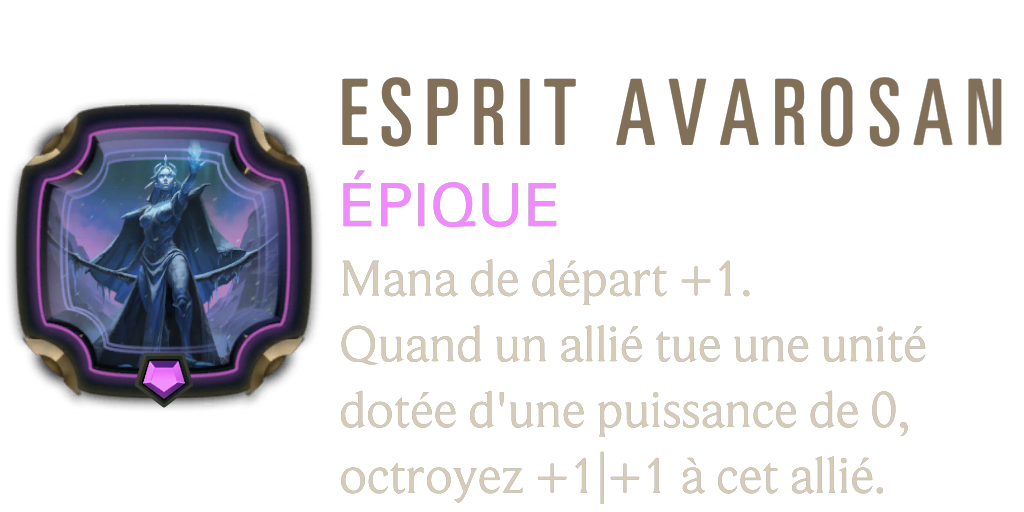 ESPRIT AVAROSAN
ÉPIQUE
Mana de départ +1.
Quand un allié tue une unité
dotée d'une puissance de 0,
octroyez +1|+1 à cet allié.